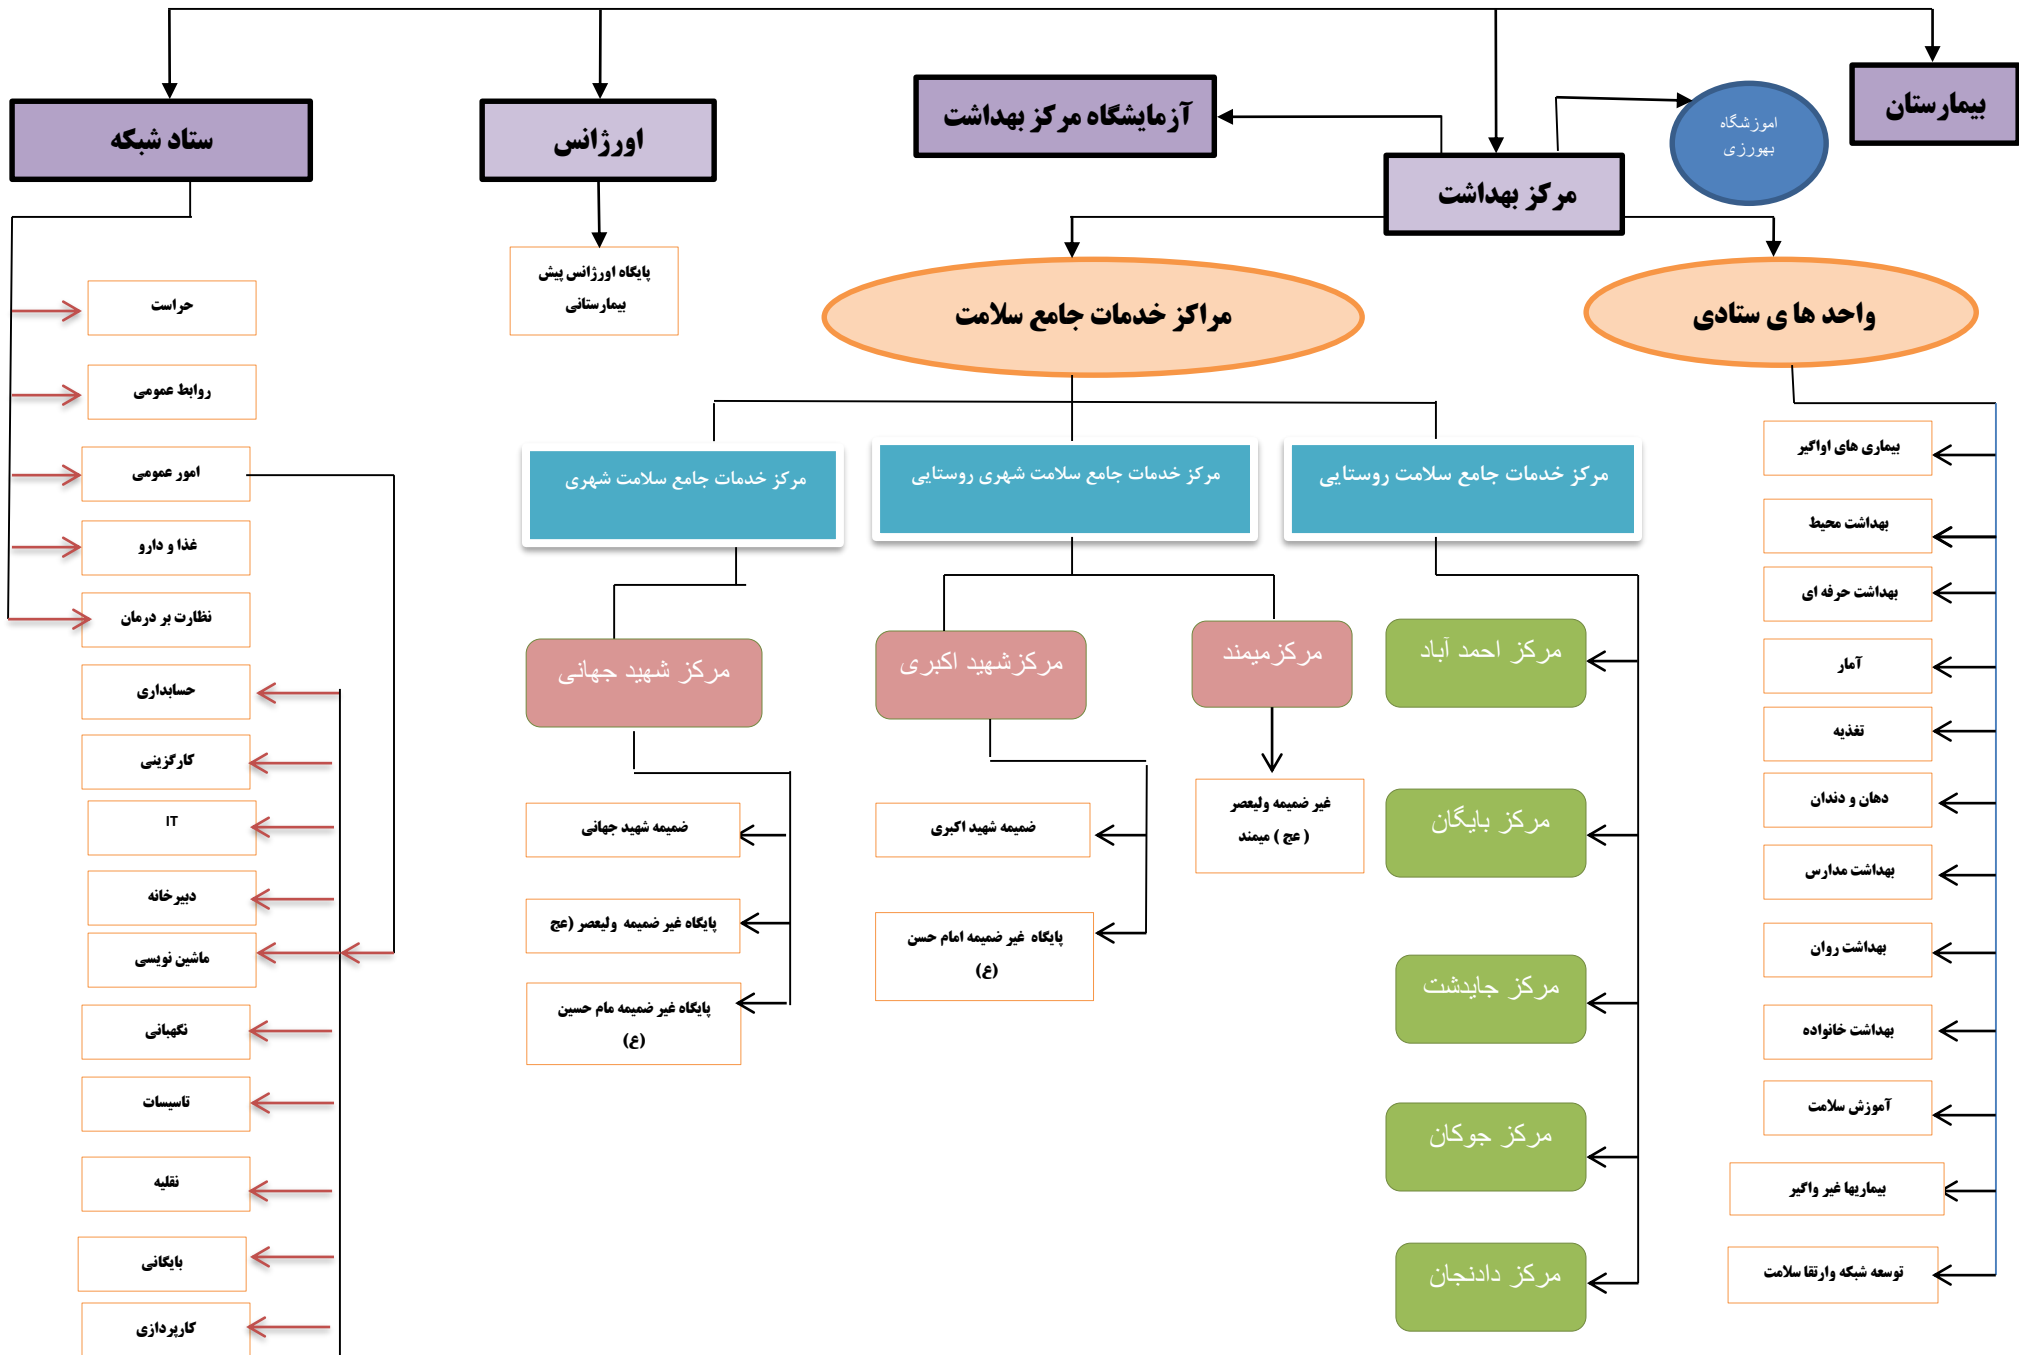 بیمارستان
اموزشگاه
بهورزی
آزمایشگاه مرکز بهداشت
مرکز بهداشت
اورژانس
ستاد شبکه
واحد ها ی ستادی
مراکز خدمات جامع سلامت
پایگاه اورژانس پیش
بیمارستانی
بیماری های اواگیر
بهداشت محیط
بهداشت حرفه ای
آمار
تغذیه
دهان و دندان
بهداشت مدارس
بهداشت روان
بهداشت خانواده
آموزش سلامت
بیماریها غیر واگیر
توسعه شبکه وارتقا سلامت
مرکز خدمات جامع سلامت روستایی
مرکز احمد آباد
مرکز بایگان
مرکز جایدشت
مرکز جوکان
مرکز دادنجان
مرکز خدمات جامع سلامت شهری روستایی
مرکزمیمند
غیر ضمیمه ولیعصر
( عج ) میمند
مرکزشهید اکبری
ضمیمه شهید اکبری
پایگاه غیر ضمیمه امام حسن
(ع)
مرکز خدمات جامع سلامت شهری
مرکز شهید جهانی
ضمیمه شهید جهانی
پایگاه غیر ضمیمه ولیعصر (عج
پایگاه غیر ضمیمه مام حسین
(ع)
حراست
روابط عمومی
امور عمومی
غذا و دارو
نظارت بر درمان
حسابداری
کارگزینی
IT
دبیرخانه
ماشین نویسی
نگهبانی
تاسیسات
نقلیه
بایگانی
کارپردازی